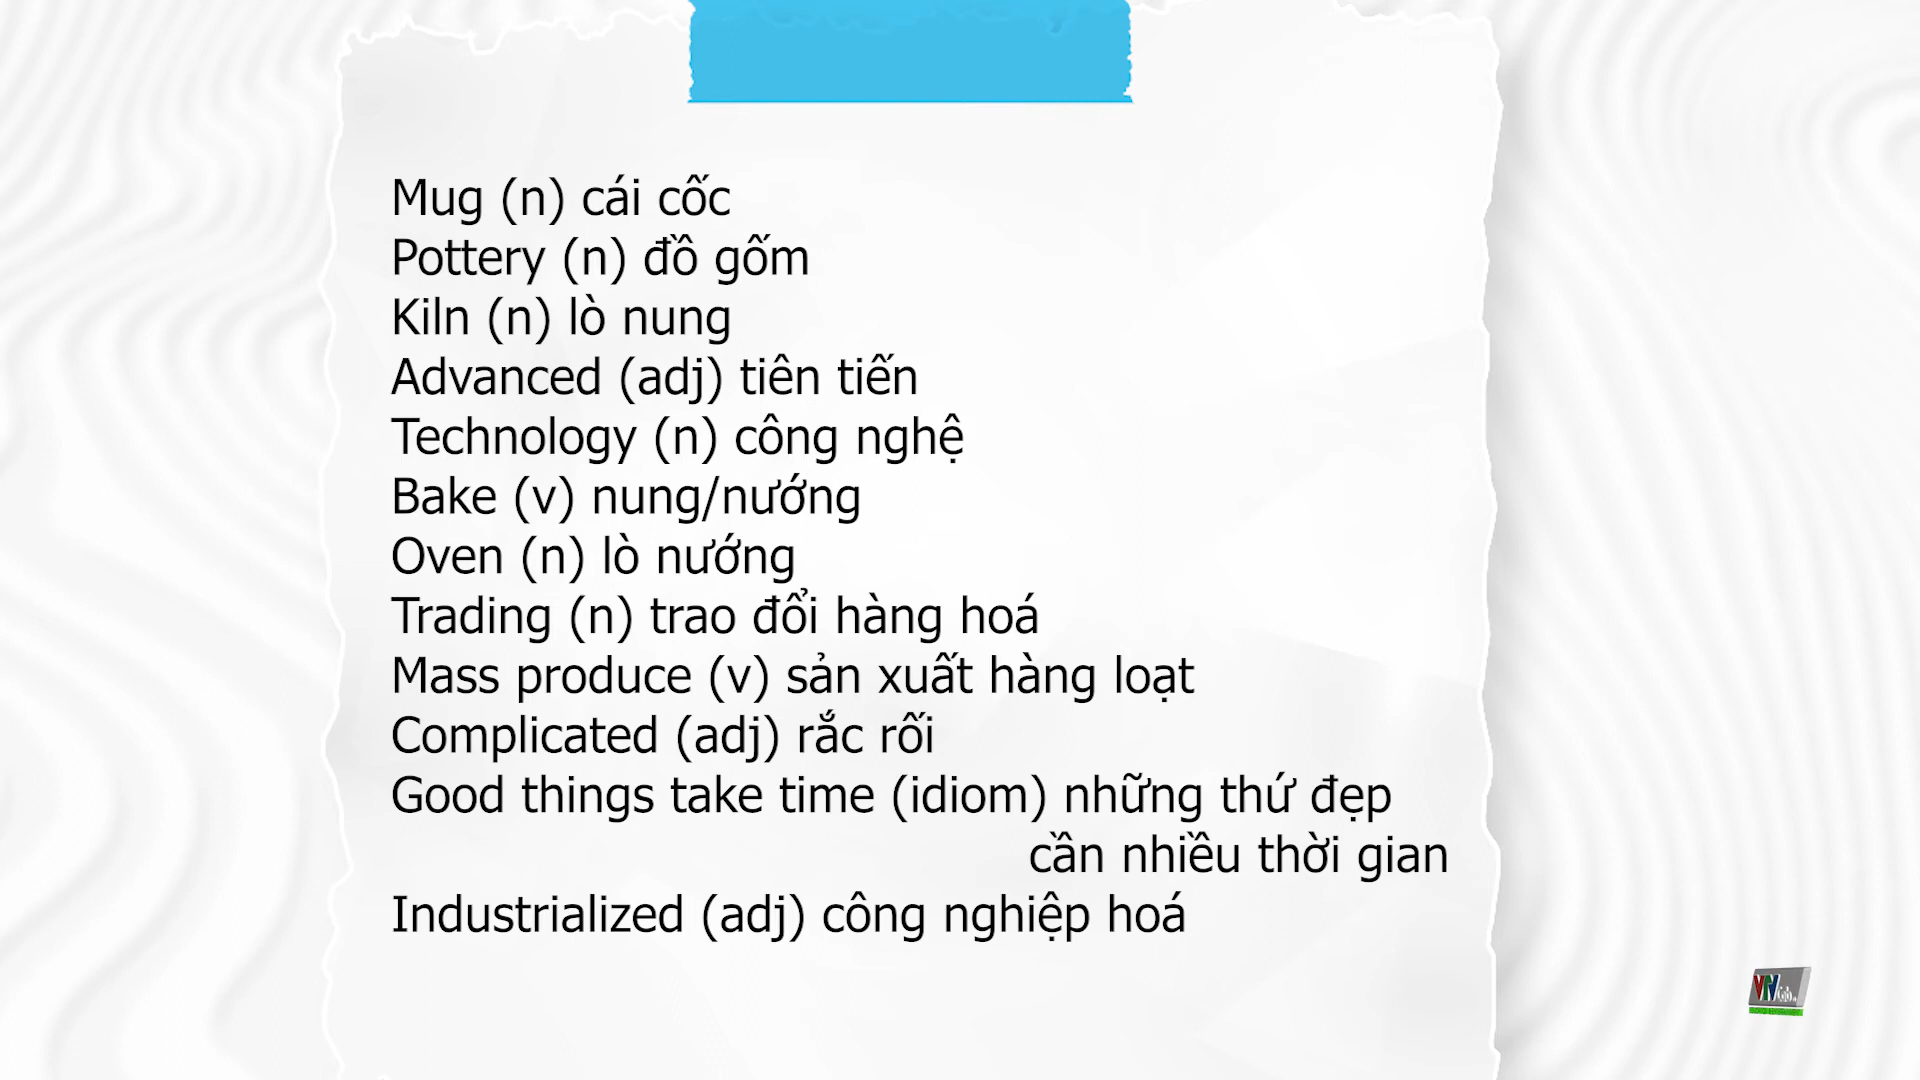 Mug (n) cái cốc
Pottery (n) đồ gốm
Kiln (n) lò nung
Advanced (adj) tiên tiến
Technology (n) công nghệ
Bake (v) nung/nướng
Oven (n) lò nướng
Trading (n) trao đổi hàng hoá
Mass produce (v) sản xuất hàng loạt
Complicated (adj) rắc rối
Good things take time (idiom) những thứ đẹp
cần nhiều thời gian
Industrialized (adj) công nghiệp hoá